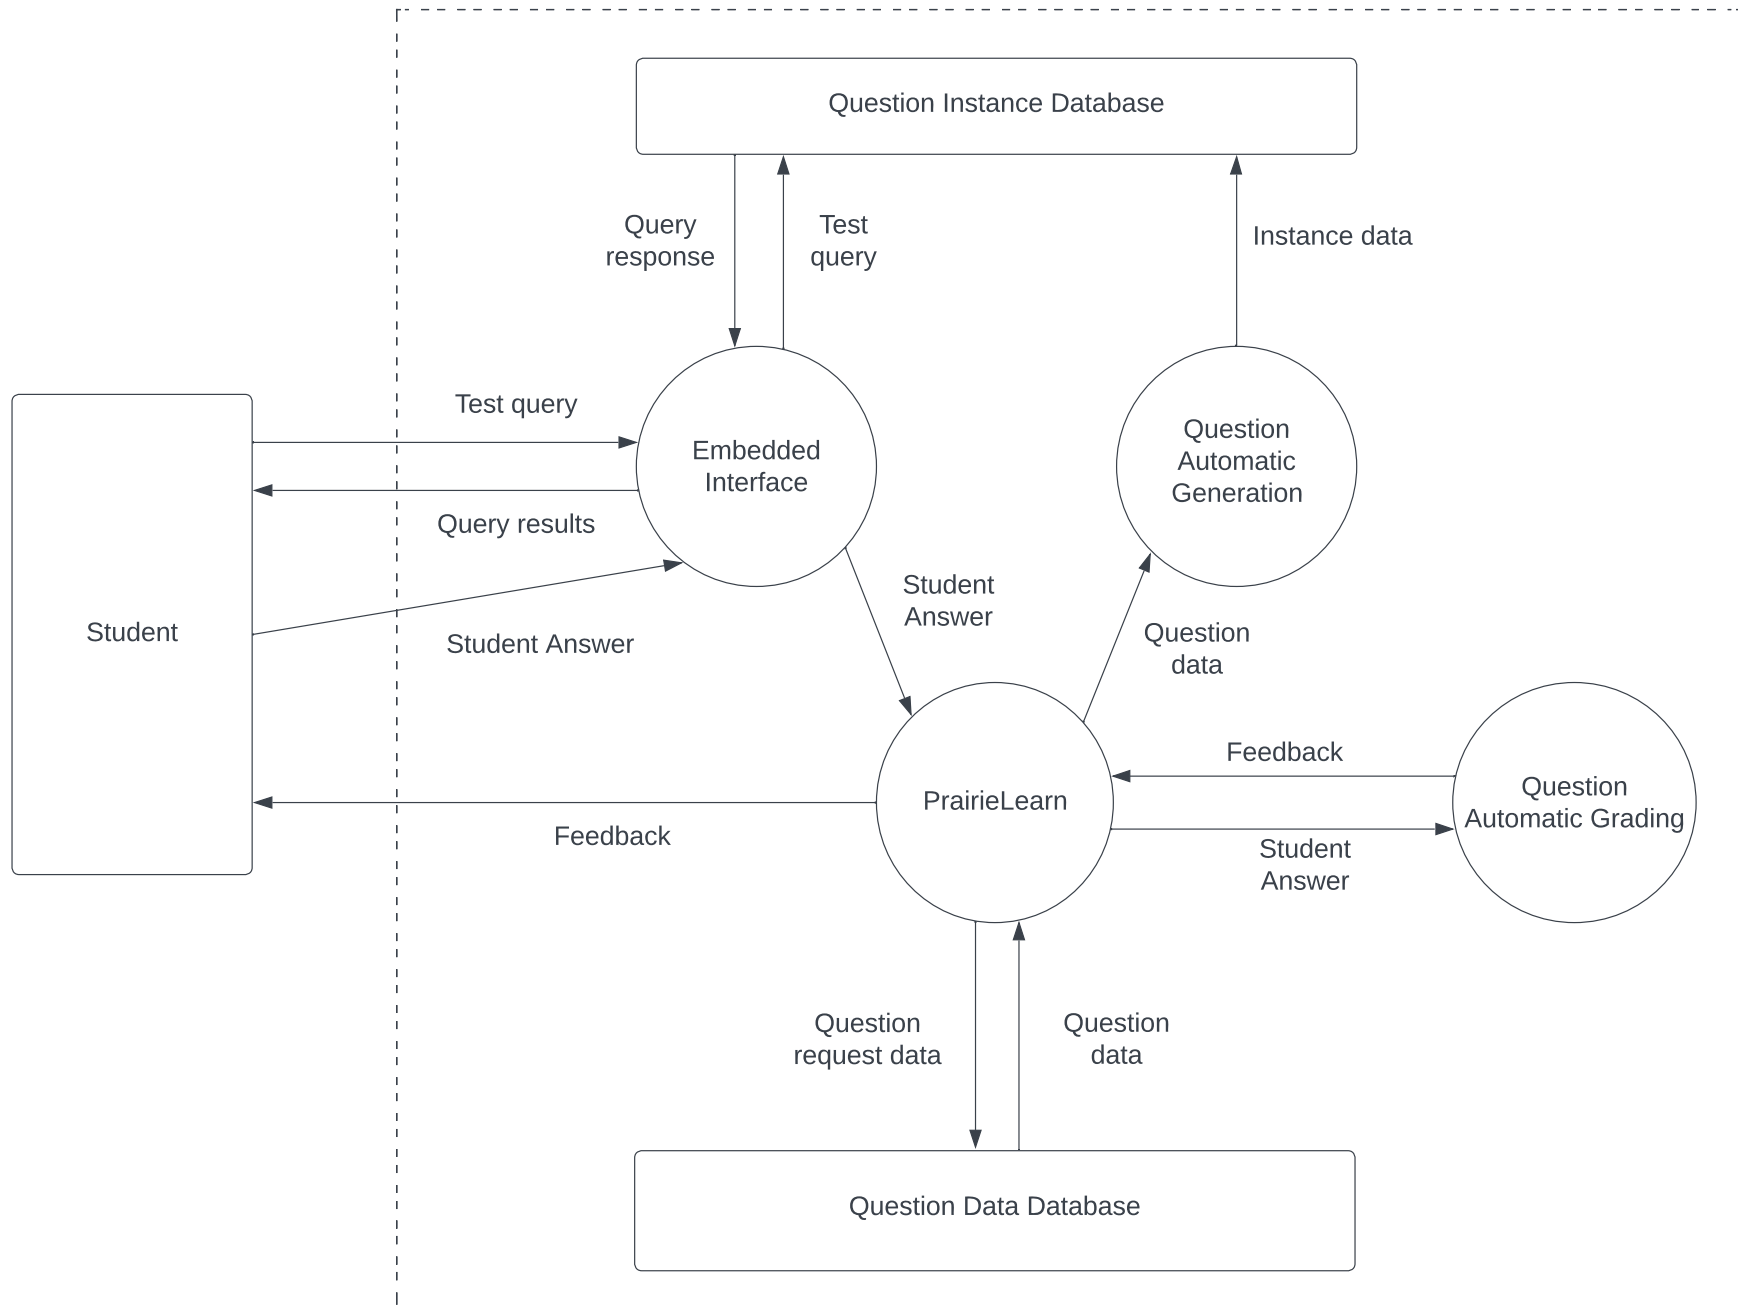 Question Instance Database
Query
response
Test
query
Instance data
Test query
Embedded
Interface
Question
Automatic
Generation
Query results
Student
Answer
Student
Student Answer
Question
data
Feedback
PrairieLearn
Question
Automatic Grading
Feedback
Student
Answer
Question
request data
Question
data
Question Data Database